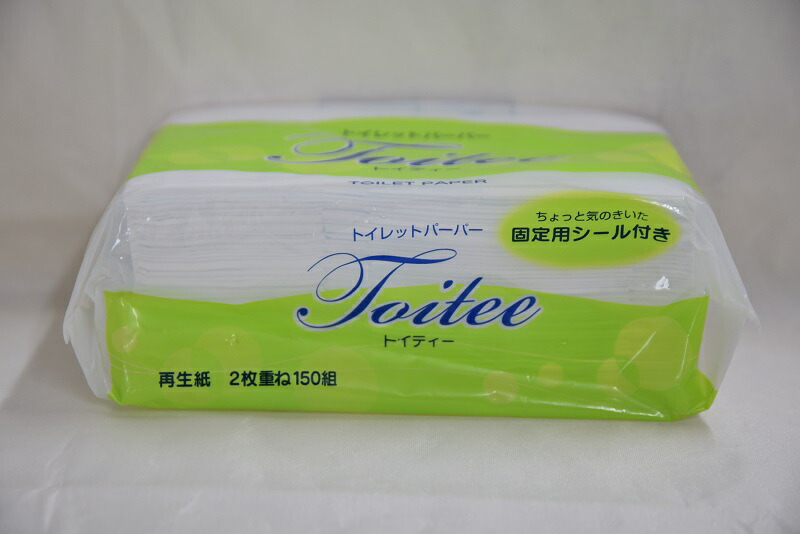 トイレットペーパー
Toitee
トイティー
TOILET PAPER
ちょっと気のきいた
固定用シール付き
トイレットペーパー
Toitee
トイティー
再生紙 2枚重ね150組